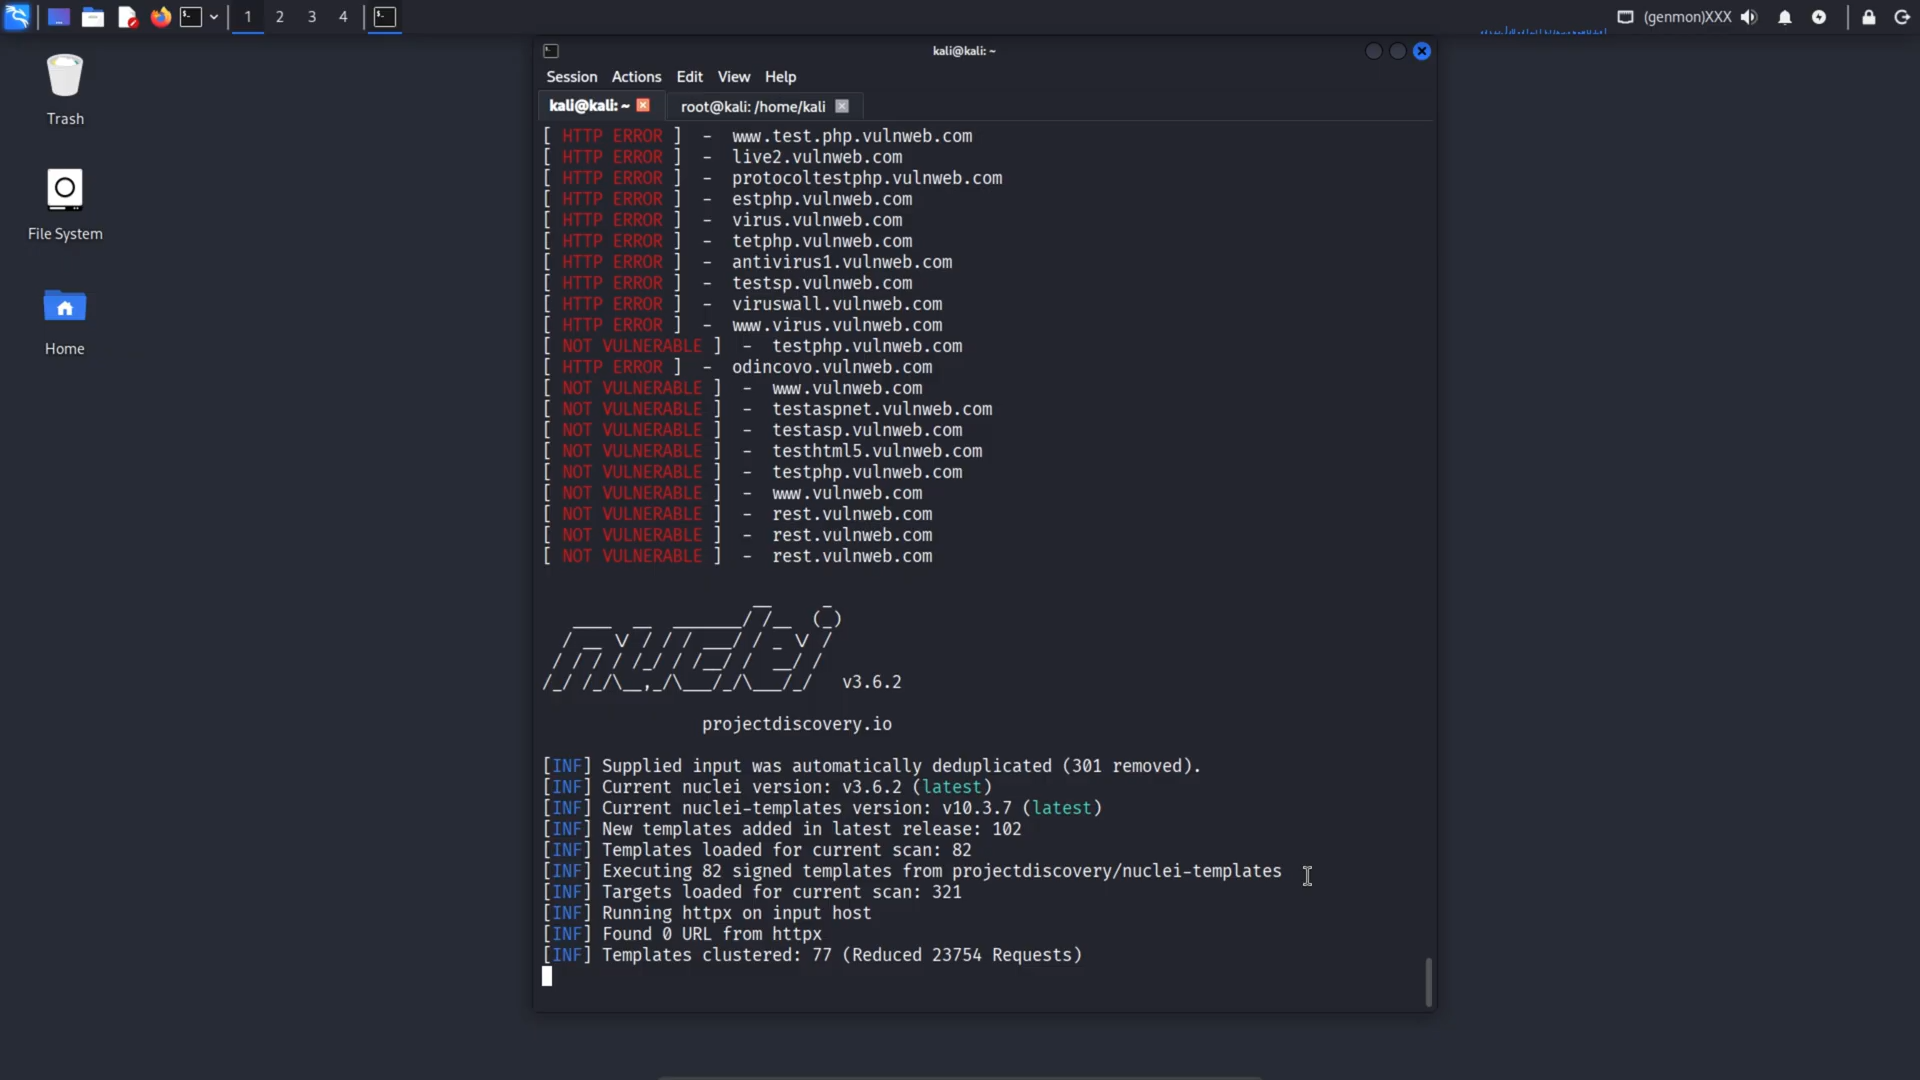 1 2 3 4 (genmon)XXX
kali@kali: ~
Session Actions Edit View Help
kali@kali: ~ root@kali: /home/kali
Trash
File System
Home
[ HTTP ERROR ] - www.test.php.vulnweb.com
[ HTTP ERROR ] - live2.vulnweb.com
[ HTTP ERROR ] - protocoltestphp.vulnweb.com
[ HTTP ERROR ] - estphp.vulnweb.com
[ HTTP ERROR ] - virus.vulnweb.com
[ HTTP ERROR ] - tetphp.vulnweb.com
[ HTTP ERROR ] - antivirus1.vulnweb.com
[ HTTP ERROR ] - testsp.vulnweb.com
[ HTTP ERROR ] - viruswall.vulnweb.com
[ HTTP ERROR ] - www.virus.vulnweb.com
[ NOT VULNERABLE ] - testphp.vulnweb.com
[ HTTP ERROR ] - odincovo.vulnweb.com
[ NOT VULNERABLE ] - www.vulnweb.com
[ NOT VULNERABLE ] - testaspnet.vulnweb.com
[ NOT VULNERABLE ] - testasp.vulnweb.com
[ NOT VULNERABLE ] - testhtml5.vulnweb.com
[ NOT VULNERABLE ] - testphp.vulnweb.com
[ NOT VULNERABLE ] - www.vulnweb.com
[ NOT VULNERABLE ] - rest.vulnweb.com
[ NOT VULNERABLE ] - rest.vulnweb.com
[ NOT VULNERABLE ] - rest.vulnweb.com
nuclei v3.6.2
projectdiscovery.io
[INF] Supplied input was automatically deduplicated (301 removed).
[INF] Current nuclei version: v3.6.2 (latest)
[INF] Current nuclei-templates version: v10.3.7 (latest)
[INF] New templates added in latest release: 102
[INF] Templates loaded for current scan: 82
[INF] Executing 82 signed templates from projectdiscovery/nuclei-templates
[INF] Targets loaded for current scan: 321
[INF] Running httpx on input host
[INF] Found 0 URL from httpx
[INF] Templates clustered: 77 (Reduced 23754 Requests)